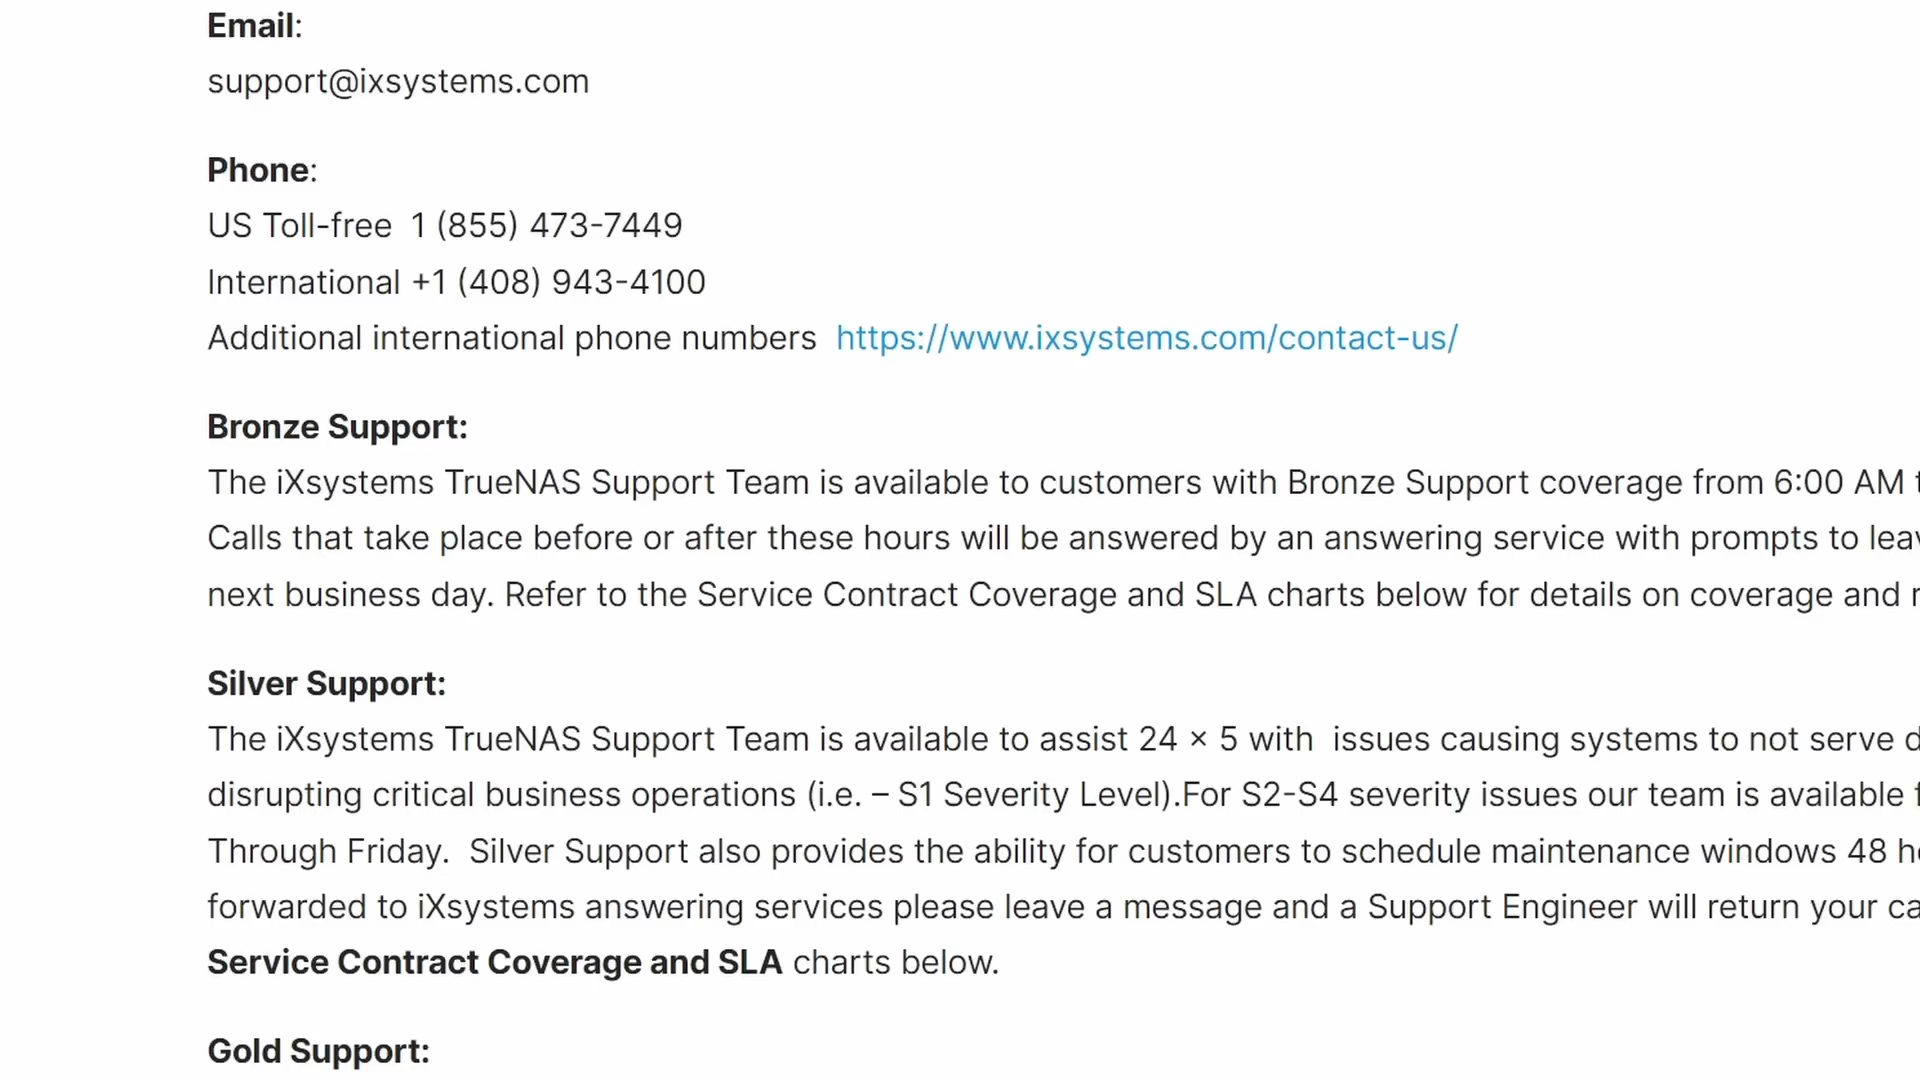 Email:
support@ixsystems.com
Phone:
US Toll-free 1 (855) 473-7449
International +1 (408) 943-4100
Additional international phone numbers https://www.ixsystems.com/contact-us/
Bronze Support:
The iXsystems TrueNAS Support Team is available to customers with Bronze Support coverage from 6:00 AM
Calls that take place before or after these hours will be answered by an answering service with prompts to
next business day. Refer to the Service Contract Coverage and SLA charts below for details on coverage and
Silver Support:
The iXsystems TrueNAS Support Team is available to assist 24 × 5 with issues causing systems to not serve
disrupting critical business operations (i.e. – S1 Severity Level).For S2-S4 severity issues our team is available
Through Friday. Silver Support also provides the ability for customers to schedule maintenance windows 48
forwarded to iXsystems answering services please leave a message and a Support Engineer will return your
Service Contract Coverage and SLA charts below.
Gold Support: